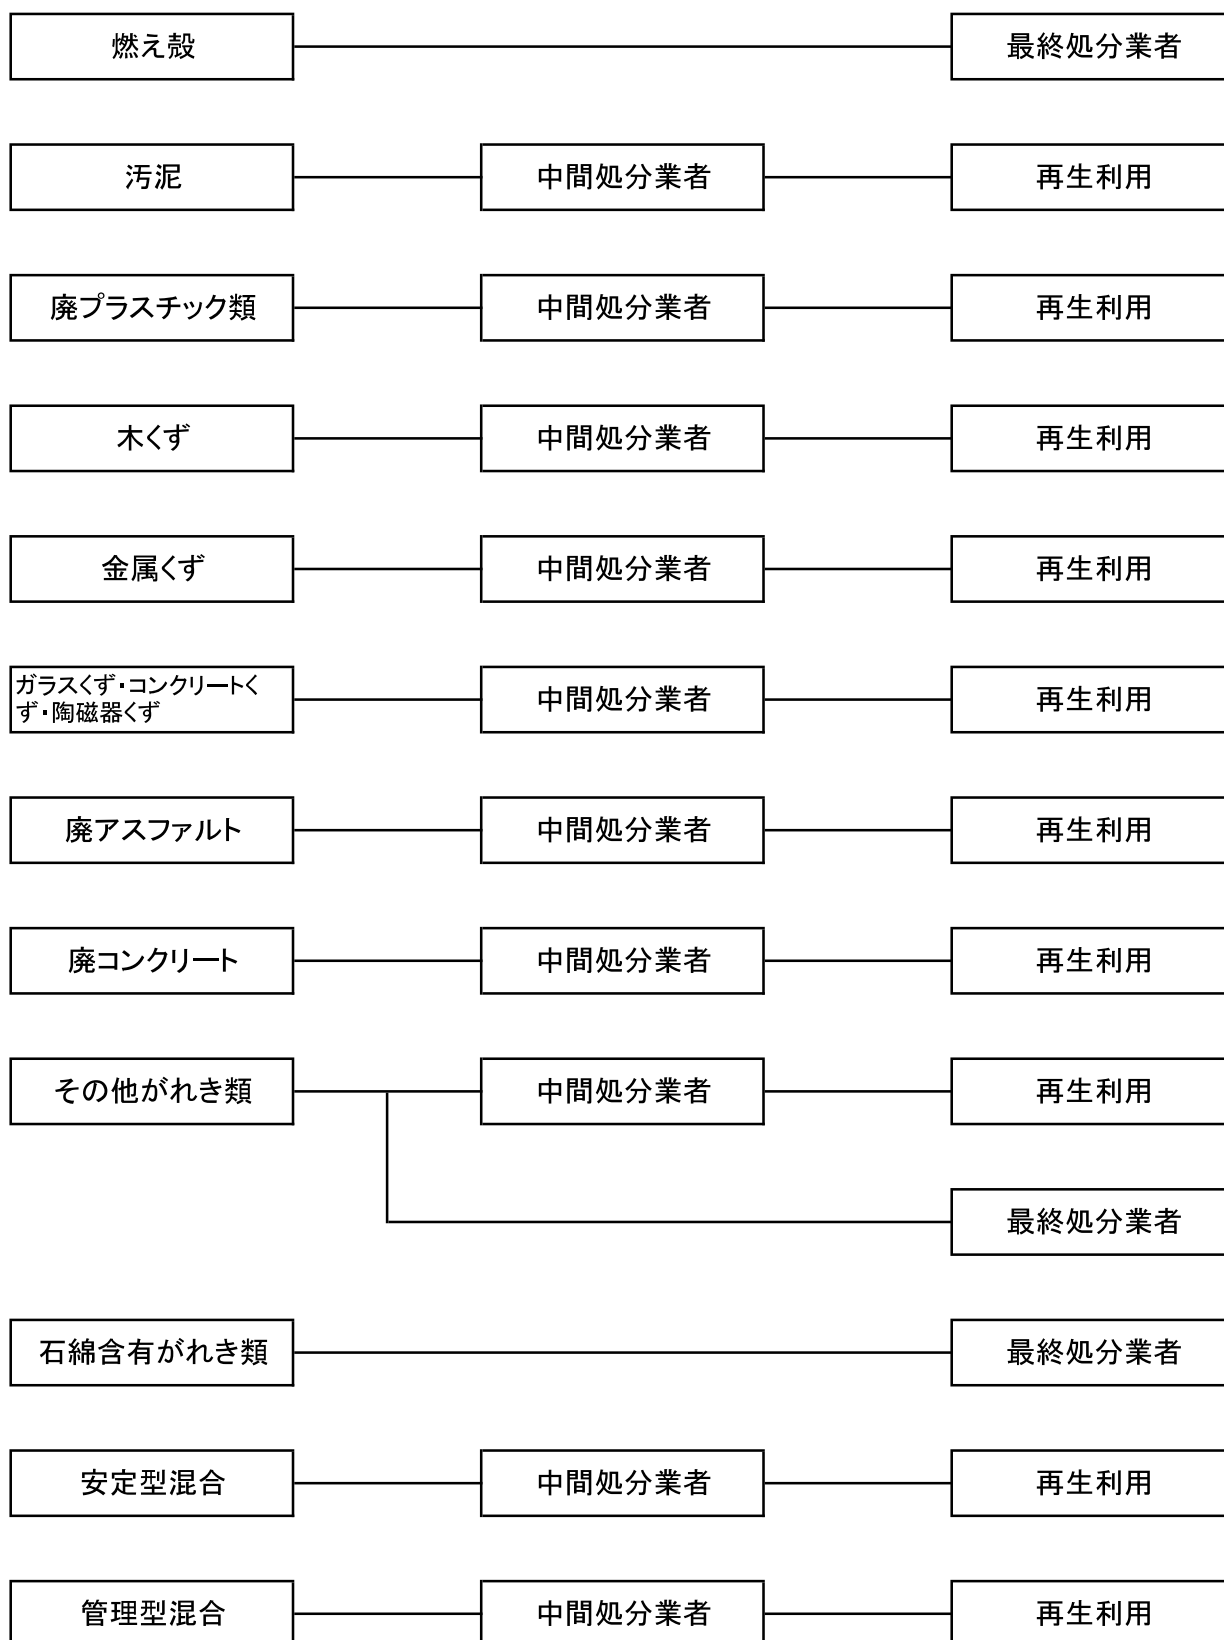 燃え殻
最終処分業者
汚泥
中間処分業者
再生利用
廃プラスチック類
中間処分業者
再生利用
木くず
中間処分業者
再生利用
金属くず
中間処分業者
再生利用
ガラスくず・コンクリートく
ず・陶磁器くず
中間処分業者
再生利用
廃アスファルト
中間処分業者
再生利用
廃コンクリート
中間処分業者
再生利用
その他がれき類
中間処分業者
再生利用
最終処分業者
石綿含有がれき類
最終処分業者
安定型混合
中間処分業者
再生利用
管理型混合
中間処分業者
再生利用